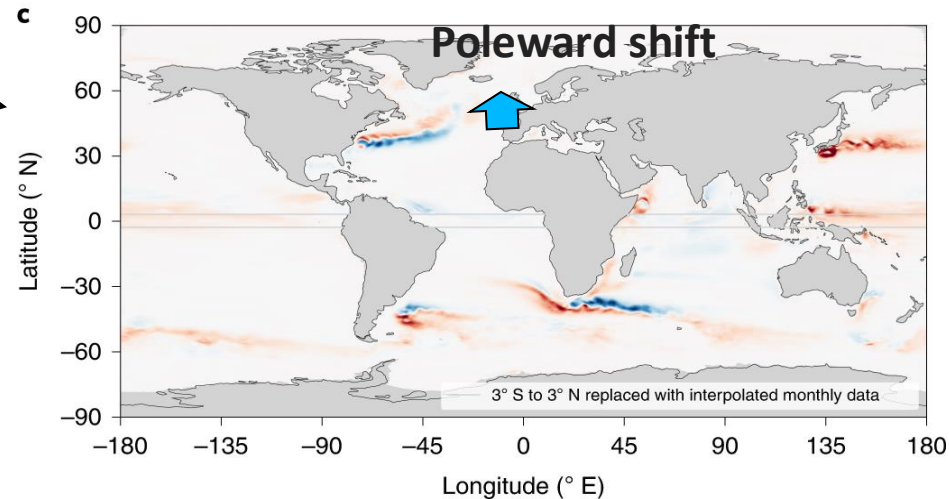 c
Poleward shift
90
60
30
0
−30
−60
−90
Latitude (° N)
3° S to 3° N replaced with interpolated monthly data
−180 −135 −90 −45 0 45 90 135 180
Longitude (° E)